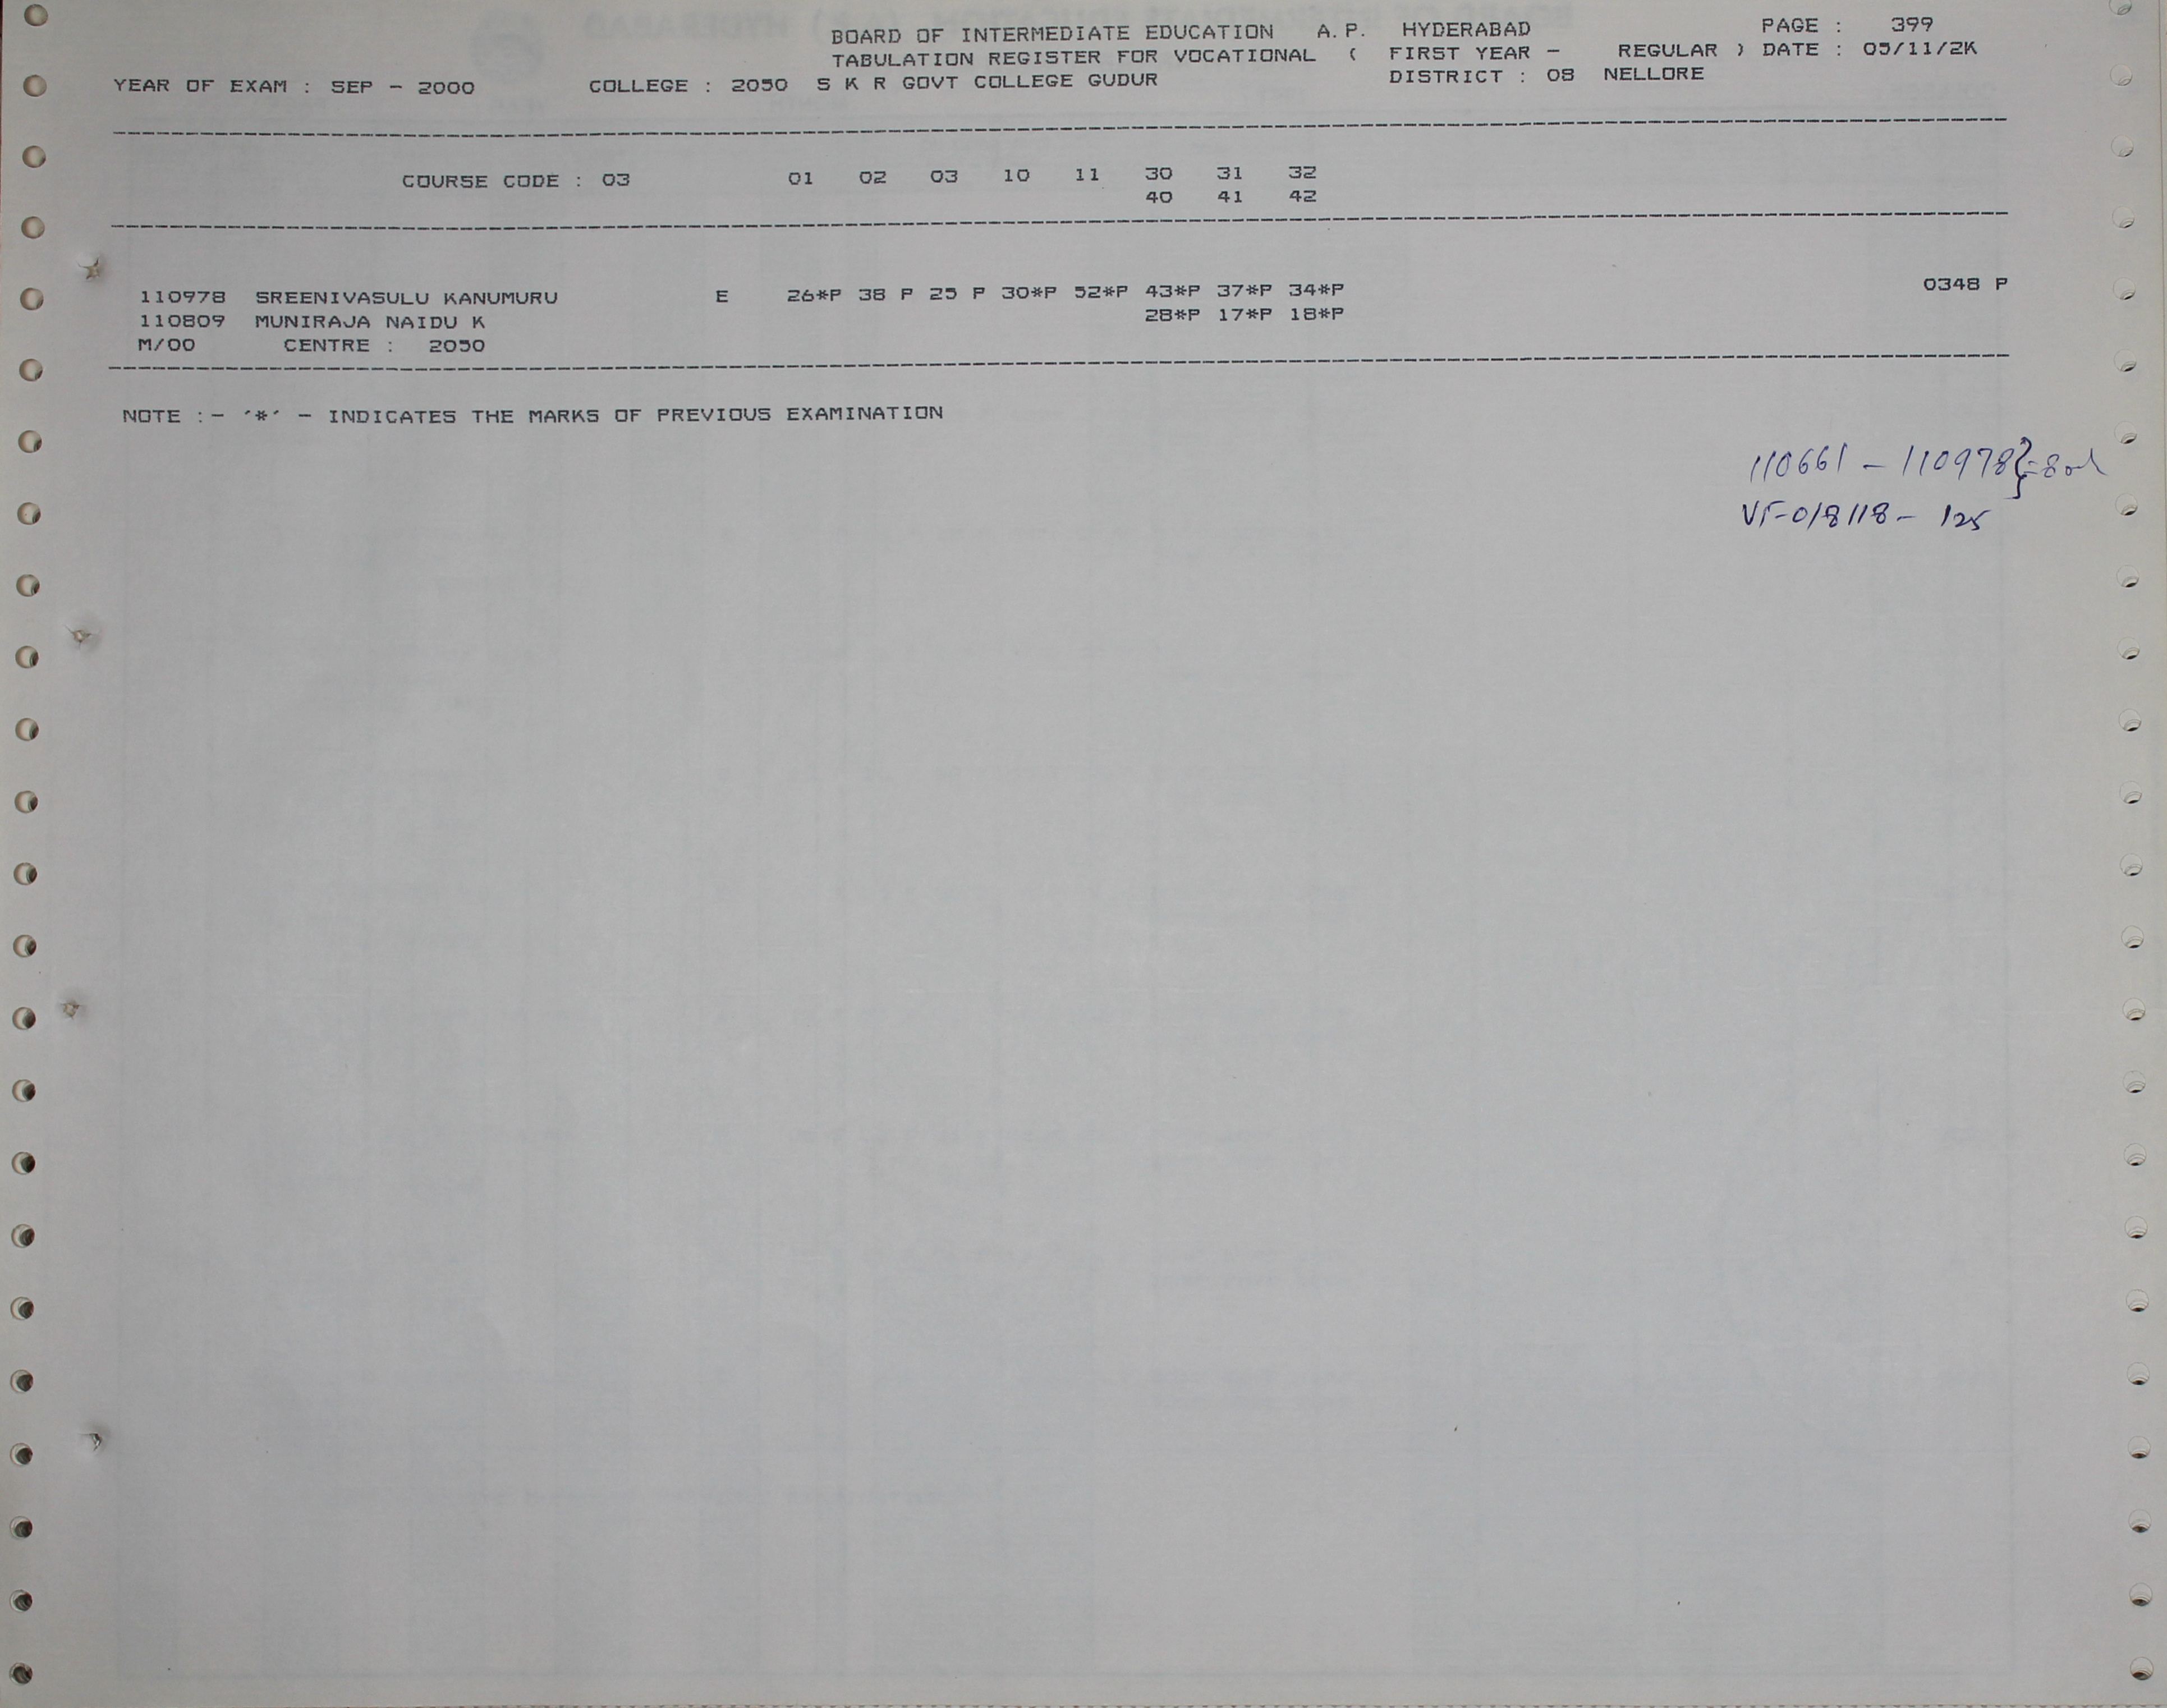 BOARD OF INTERMEDIATE EDUCATION A.P. HYDERABAD PAGE : 399
TABULATION REGISTER FOR VOCATIONAL ( FIRST YEAR - REGULAR ) DATE : 05/11/2K
YEAR OF EXAM : SEP - 2000 COLLEGE : 2050 S K R GOVT COLLEGE GUDUR DISTRICT : 08 NELLORE
COURSE CODE : 03 01 02 03 10 11 30 31 32
40 41 42
110978 SREENIVASULU KANUMURU E 26*P 38 P 25 P 30*P 52*P 43*P 37*P 34*P 0348 P
110809 MUNIRAJA NAIDU K 28*P 17*P 18*P
M/00 CENTRE : 2050
NOTE :- '*' - INDICATES THE MARKS OF PREVIOUS EXAMINATION
110661 - 110978
018118 - 125